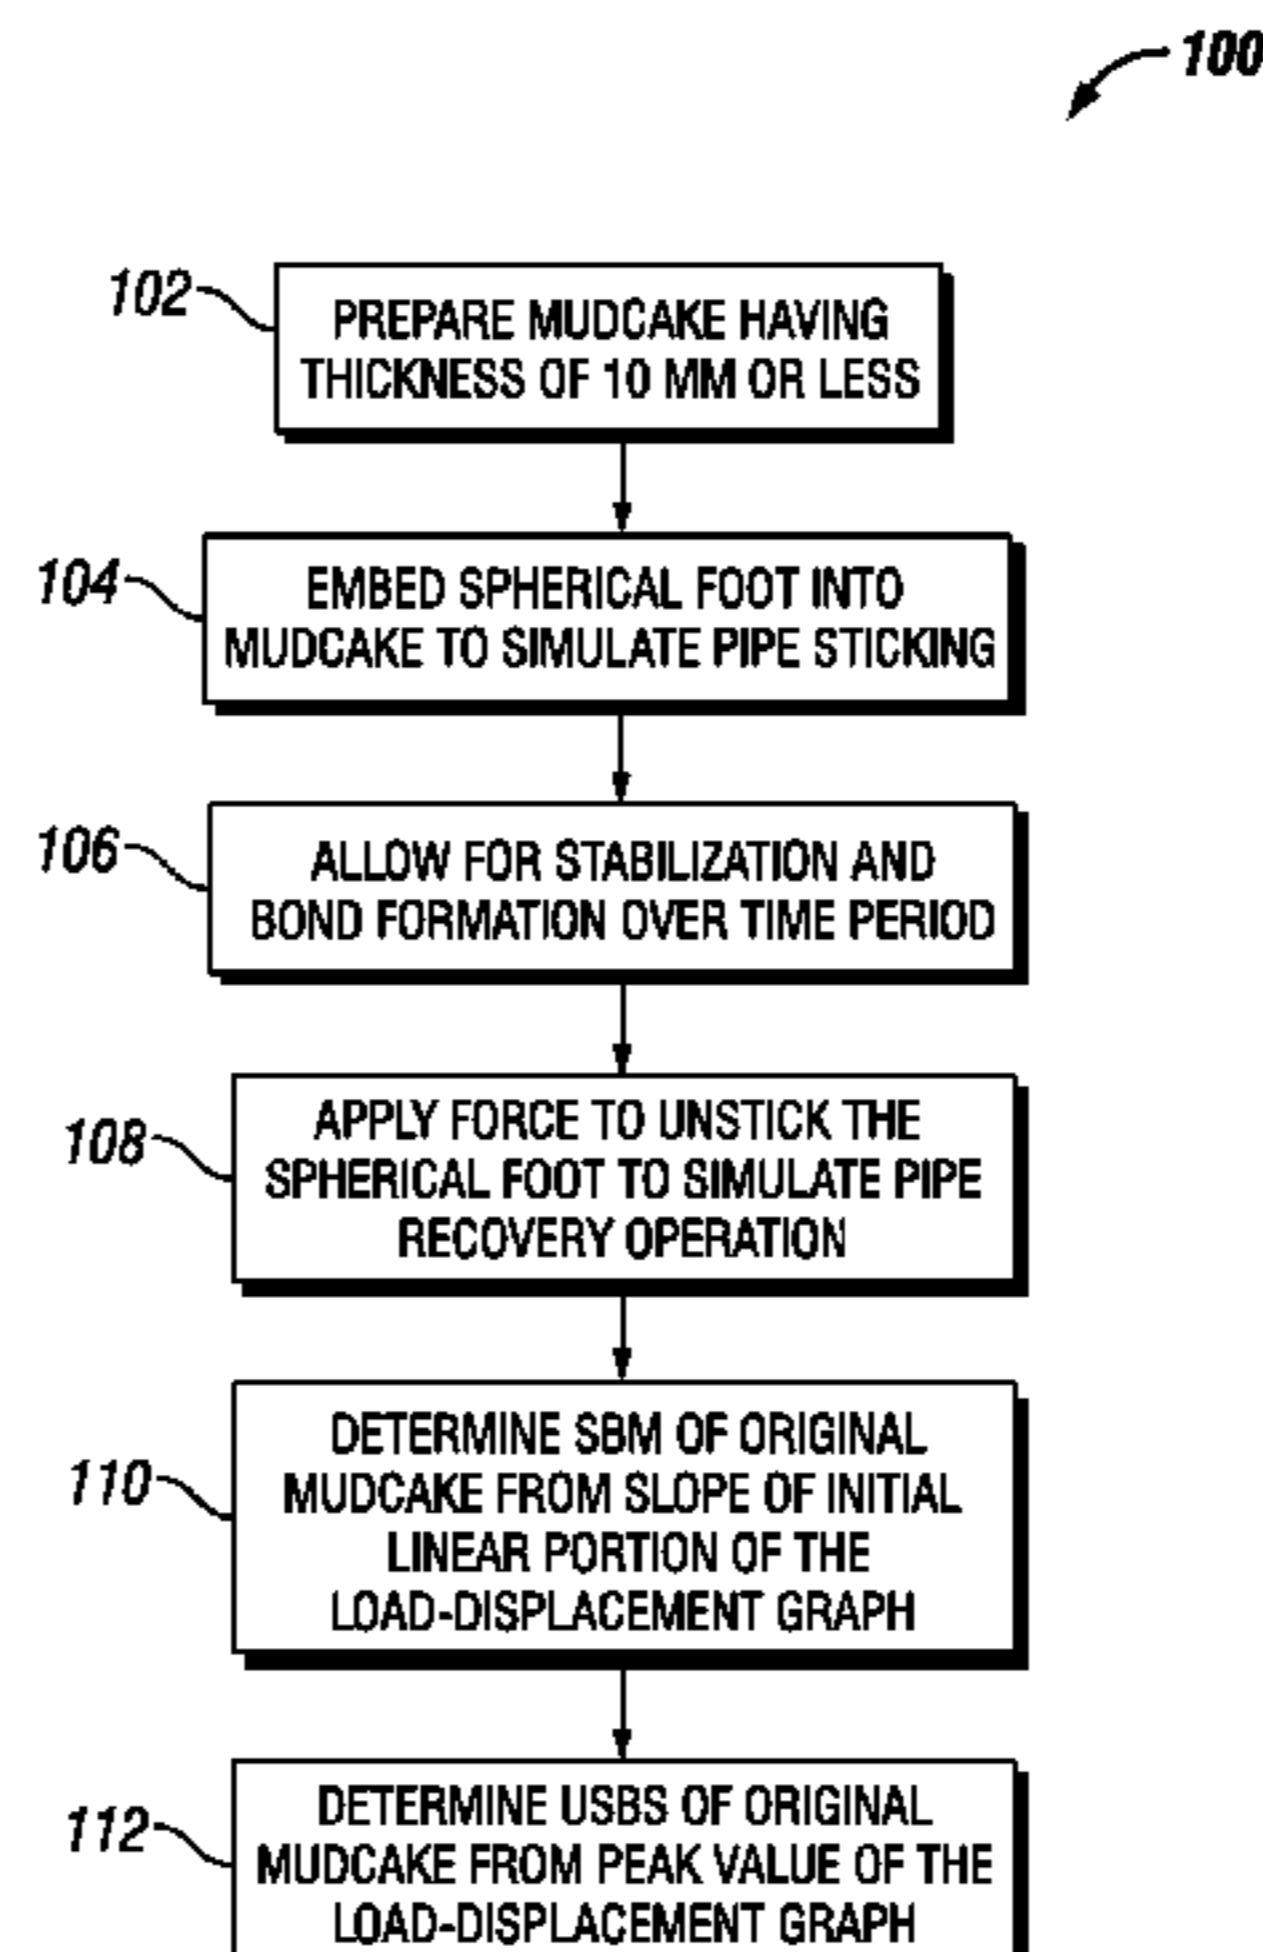 100
102
PREPARE MUDCAKE HAVING
THICKNESS OF 10 MM OR LESS
104
EMBED SPHERICAL FOOT INTO
MUDCAKE TO SIMULATE PIPE STICKING
106
ALLOW FOR STABILIZATION AND
BOND FORMATION OVER TIME PERIOD
108
APPLY FORCE TO UNSTICK THE
SPHERICAL FOOT TO SIMULATE PIPE
RECOVERY OPERATION
110
DETERMINE SBM OF ORIGINAL
MUDCAKE FROM SLOPE OF INITIAL
LINEAR PORTION OF THE
LOAD-DISPLACEMENT GRAPH
112
DETERMINE USBS OF ORIGINAL
MUDCAKE FROM PEAK VALUE OF THE
LOAD-DISPLACEMENT GRAPH